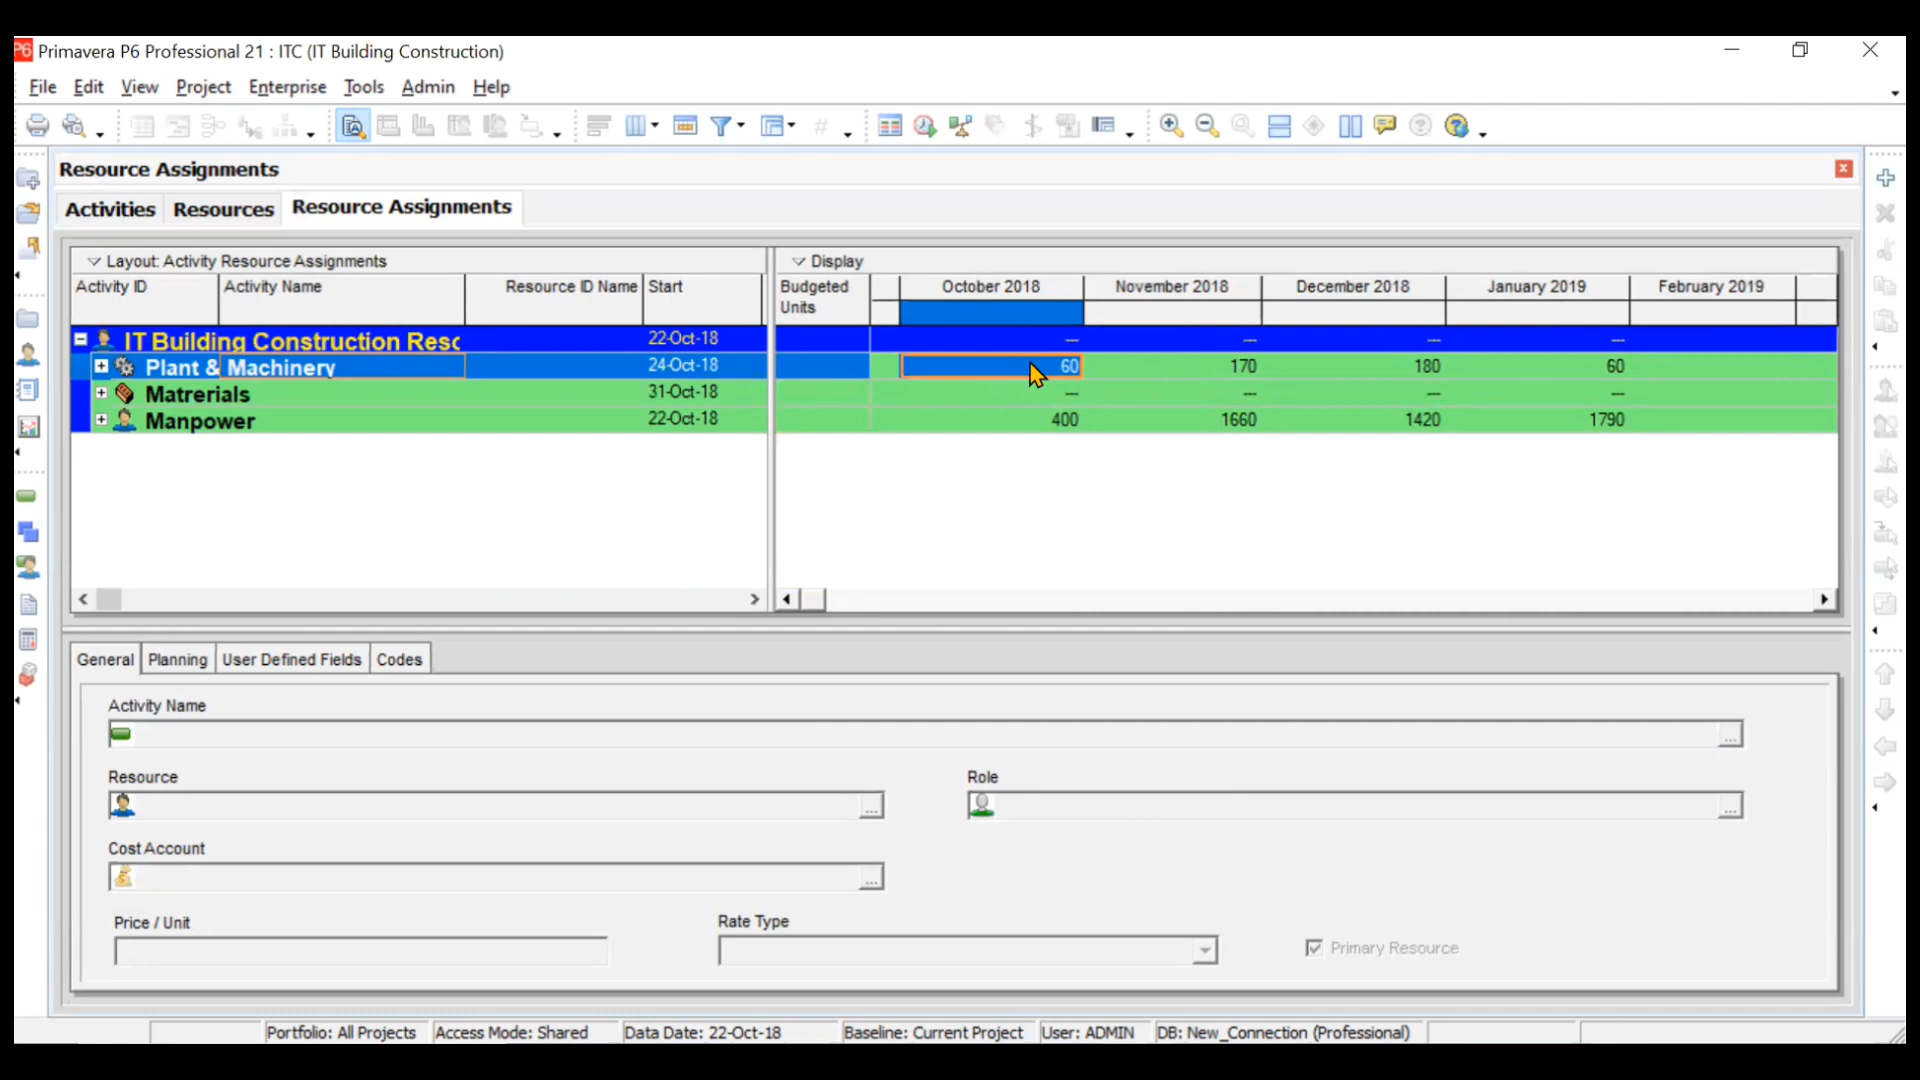 P6 Primavera P6 Professional 21 : ITC (IT Building Construction)
File Edit View Project Enterprise Tools Admin Help
Resource Assignments
Activities Resources Resource Assignments
Layout: Activity Resource Assignments Display
Activity ID Activity Name Resource ID Name Start Budgeted Units October 2018 November 2018 December 2018 January 2019 February 2019
IT Building Construction Resc 22-Oct-18 --- --- --- ---
Plant & Machinery 24-Oct-18 60 170 180 60
Matrerials 31-Oct-18 --- --- --- ---
Manpower 22-Oct-18 400 1660 1420 1790
General Planning User Defined Fields Codes
Activity Name
...
Resource Role
... ...
Cost Account
...
Price / Unit Rate Type
Primary Resource
Portfolio: All Projects Access Mode: Shared Data Date: 22-Oct-18 Baseline: Current Project User: ADMIN DB: New_Connection (Professional)